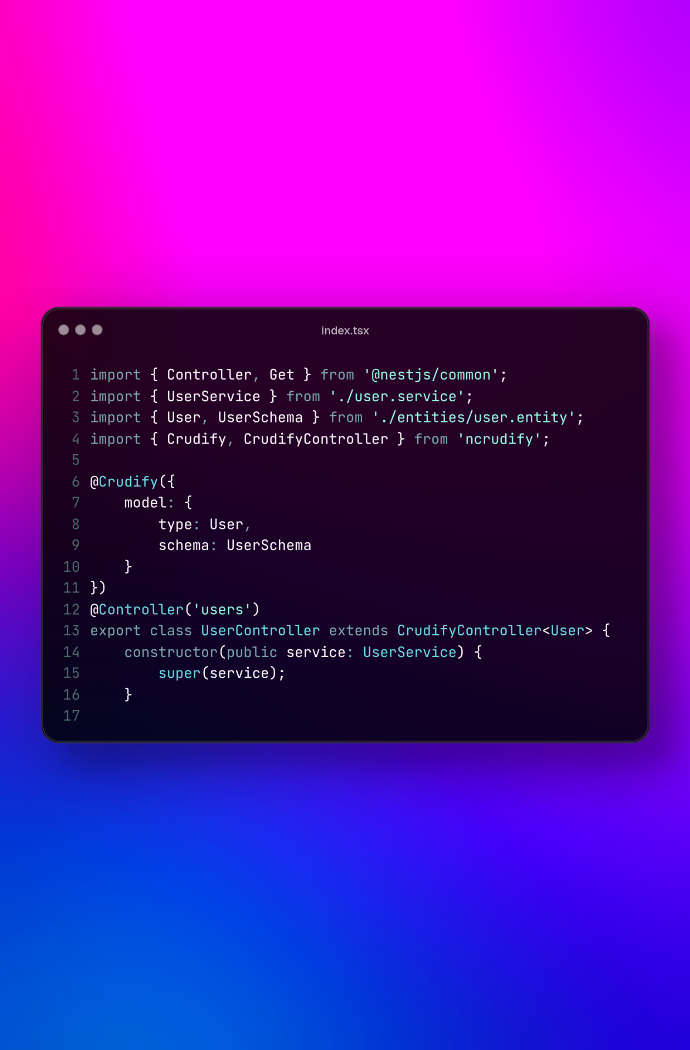 index.tsx
1 import { Controller, Get } from '@nestjs/common';
2 import { UserService } from './user.service';
3 import { User, UserSchema } from './entities/user.entity';
4 import { Crudify, CrudifyController } from 'ncrudify';
5
6 @Crudify({
7     model: {
8         type: User,
9         schema: UserSchema
10     }
11 })
12 @Controller('users')
13 export class UserController extends CrudifyController<User> {
14     constructor(public service: UserService) {
15         super(service);
16     }
17